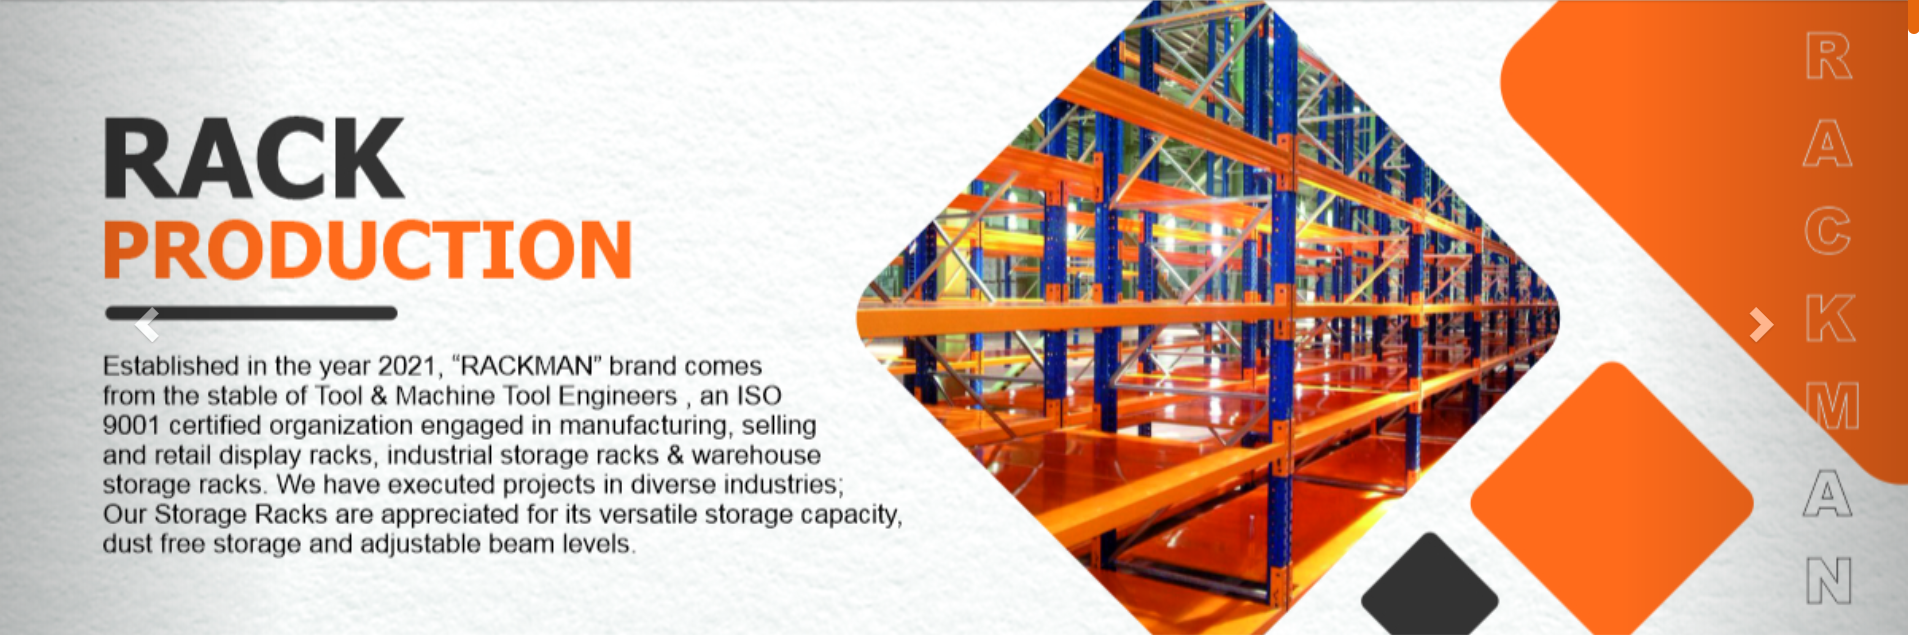 RACK
PRODUCTION
Established in the year 2021, “RACKMAN” brand comes
from the stable of Tool & Machine Tool Engineers , an ISO
9001 certified organization engaged in manufacturing, selling
and retail display racks, industrial storage racks & warehouse
storage racks. We have executed projects in diverse industries;
Our Storage Racks are appreciated for its versatile storage capacity,
dust free storage and adjustable beam levels.
RACKMAN